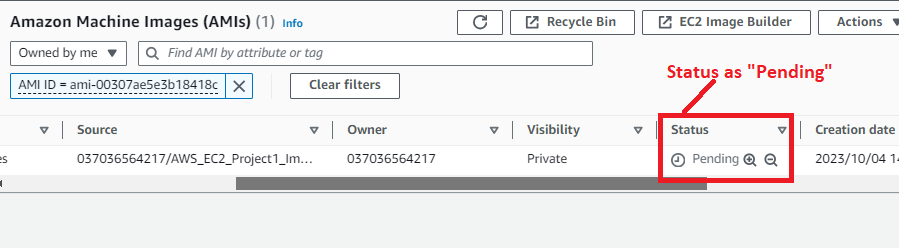 Amazon Machine Images (AMIs) (1) Info
Recycle Bin
EC2 Image Builder
Actions
Owned by me
Find AMI by attribute or tag
Status as "Pending"
AMI ID = ami-00307ae5e3b18418c
Clear filters
Source Owner Visibility Status Creation date
es 037036564217/AWS_EC2_Project1_Im... 037036564217 Private Pending 2023/10/04 14